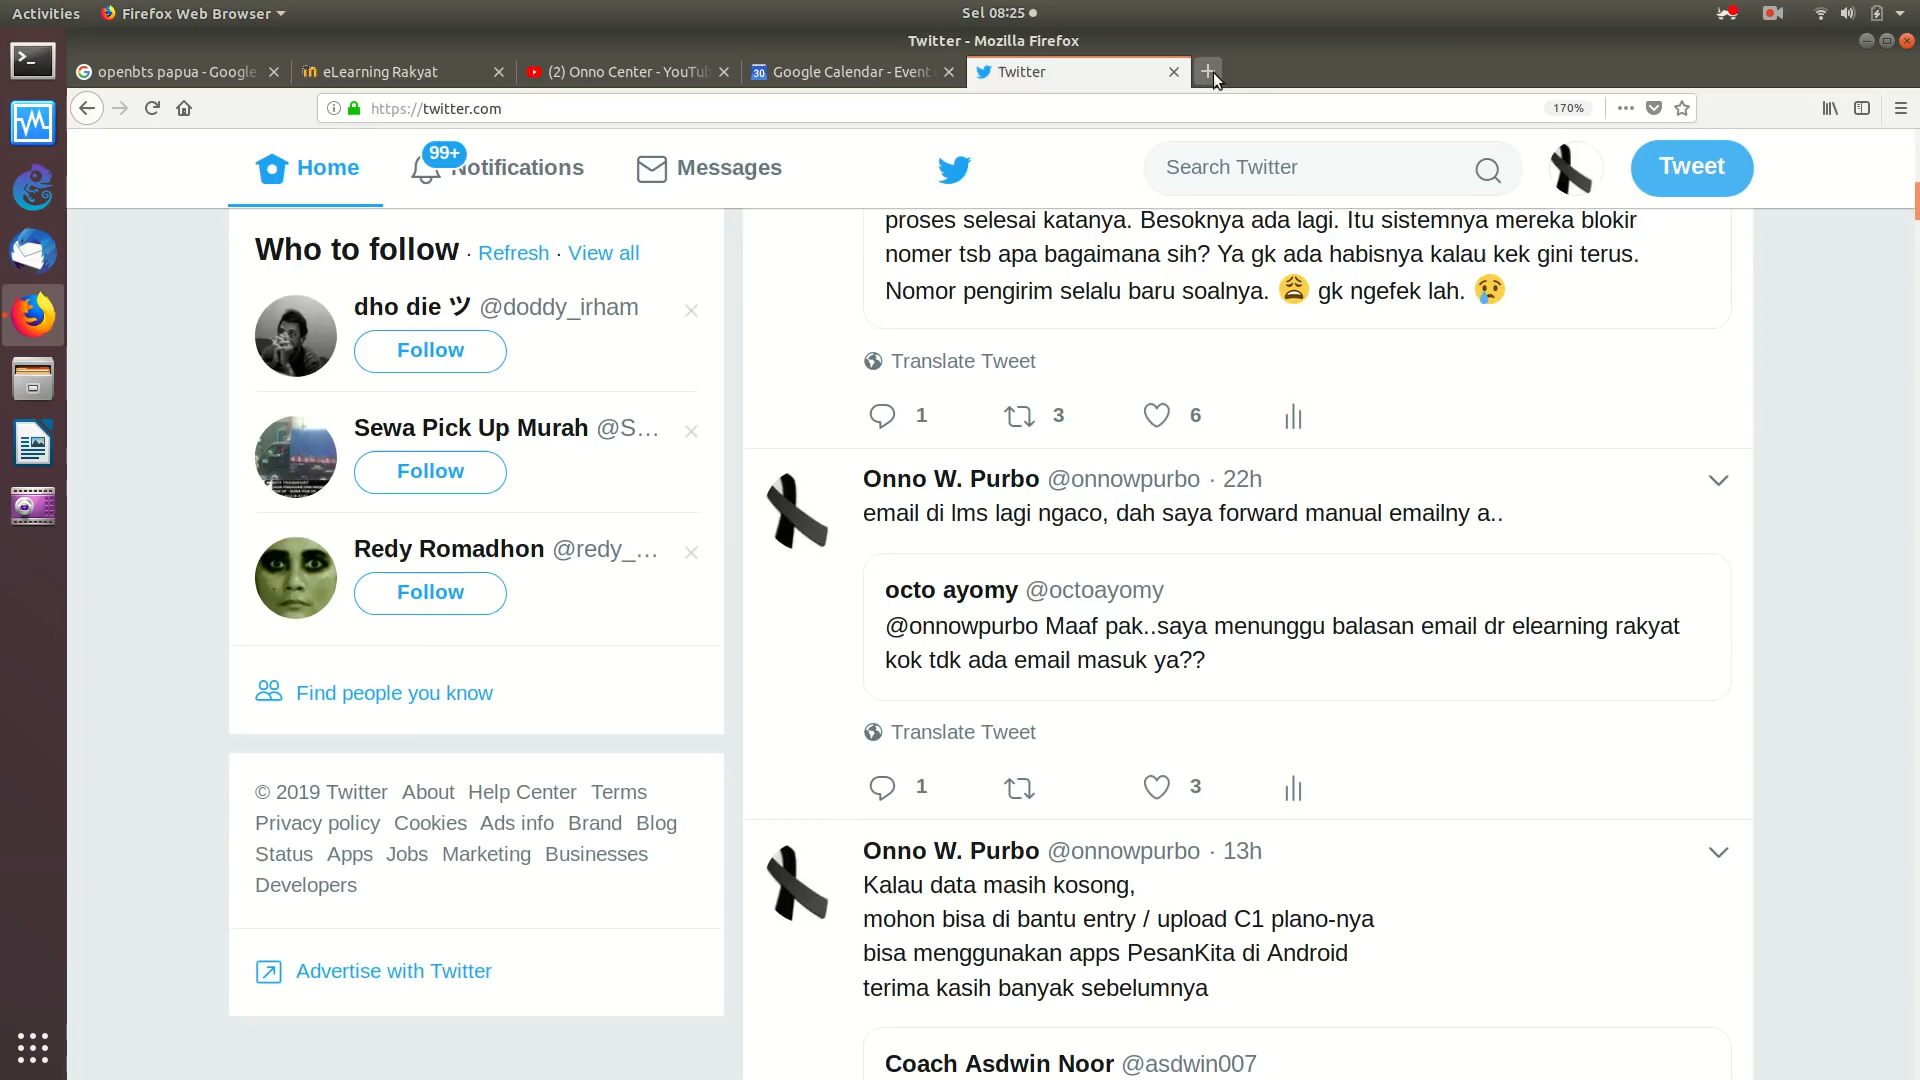 Activities
Firefox Web Browser
Sel 08:25
Twitter - Mozilla Firefox
openbts papua - Google
eLearning Rakyat
(2) Onno Center - YouTub
30
Google Calendar - Event
Twitter
https://twitter.com
170%
Home
99+
Notifications
Messages
Search Twitter
Tweet
Who to follow · Refresh · View all
dho die ツ @doddy_irham
Follow
Sewa Pick Up Murah @S...
Follow
Redy Romadhon @redy_...
Follow
Find people you know
© 2019 Twitter About Help Center Terms
Privacy policy Cookies Ads info Brand Blog
Status Apps Jobs Marketing Businesses
Developers
Advertise with Twitter
proses selesai katanya. Besoknya ada lagi. Itu sistemnya mereka blokir
nomer tsb apa bagaimana sih? Ya gk ada habisnya kalau kek gini terus.
Nomor pengirim selalu baru soalnya. 😩 gk ngefek lah. 😢
Translate Tweet
1 3 6
Onno W. Purbo @onnowpurbo · 22h
email di lms lagi ngaco, dah saya forward manual emailny a..
octo ayomy @octoayomy
@onnowpurbo Maaf pak..saya menunggu balasan email dr elearning rakyat
kok tdk ada email masuk ya??
Translate Tweet
1 3
Onno W. Purbo @onnowpurbo · 13h
Kalau data masih kosong,
mohon bisa di bantu entry / upload C1 plano-nya
bisa menggunakan apps PesanKita di Android
terima kasih banyak sebelumnya
Coach Asdwin Noor @asdwin007